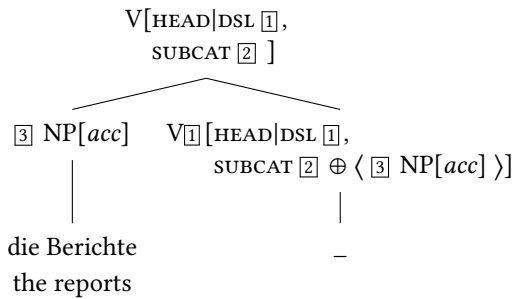 V[HEAD|DSL 1,
SUBCAT 2 ]
3 NP[acc]
V1[HEAD|DSL 1,
SUBCAT 2 ⊕ ⟨ 3 NP[acc] ⟩]
die Berichte
the reports
_